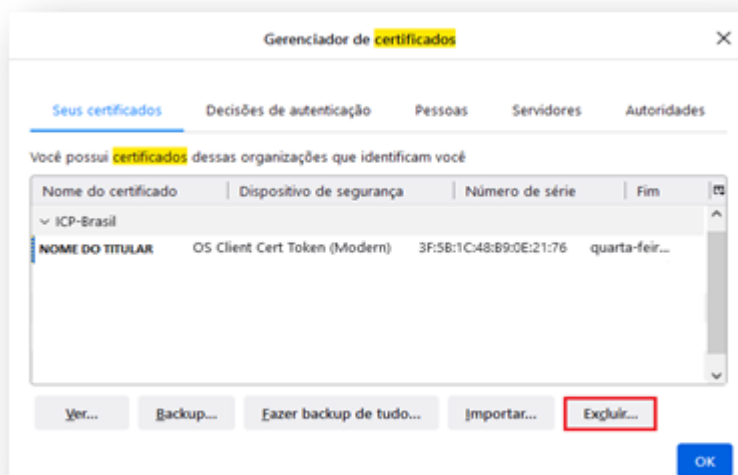 Gerenciador de certificados
Seus certificados Decisões de autenticação Pessoas Servidores Autoridades
Você possui certificados dessas organizações que identificam você
Nome do certificado Dispositivo de segurança Número de série Fim
ICP-Brasil
NOME DO TITULAR OS Client Cert Token (Modern) 3F:5B:1C:48:B9:0E:21:76 quarta-feir...
Ver... Backup... Fazer backup de tudo... Importar... Excluir...
OK